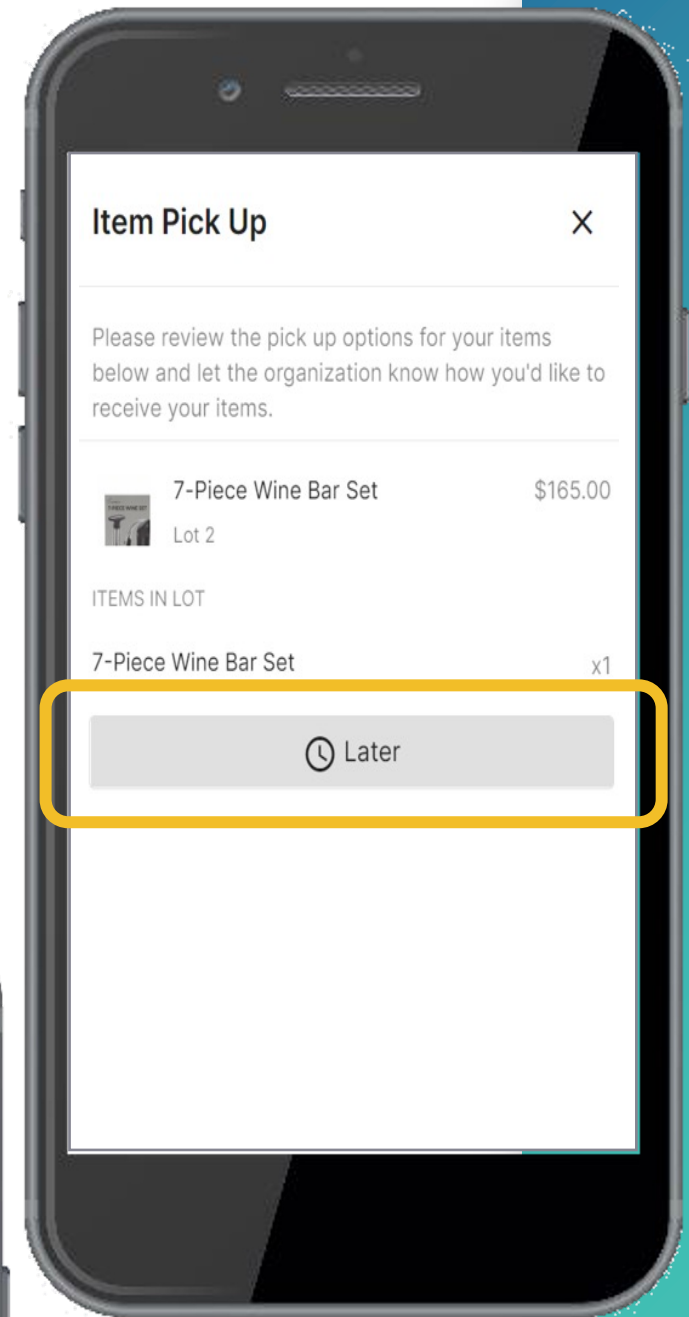 Item Pick Up
Please review the pick up options for your items
below and let the organization know how you'd like to
receive your items.
7-Piece Wine Bar Set $165.00
Lot 2
ITEMS IN LOT
7-Piece Wine Bar Set x1
Later